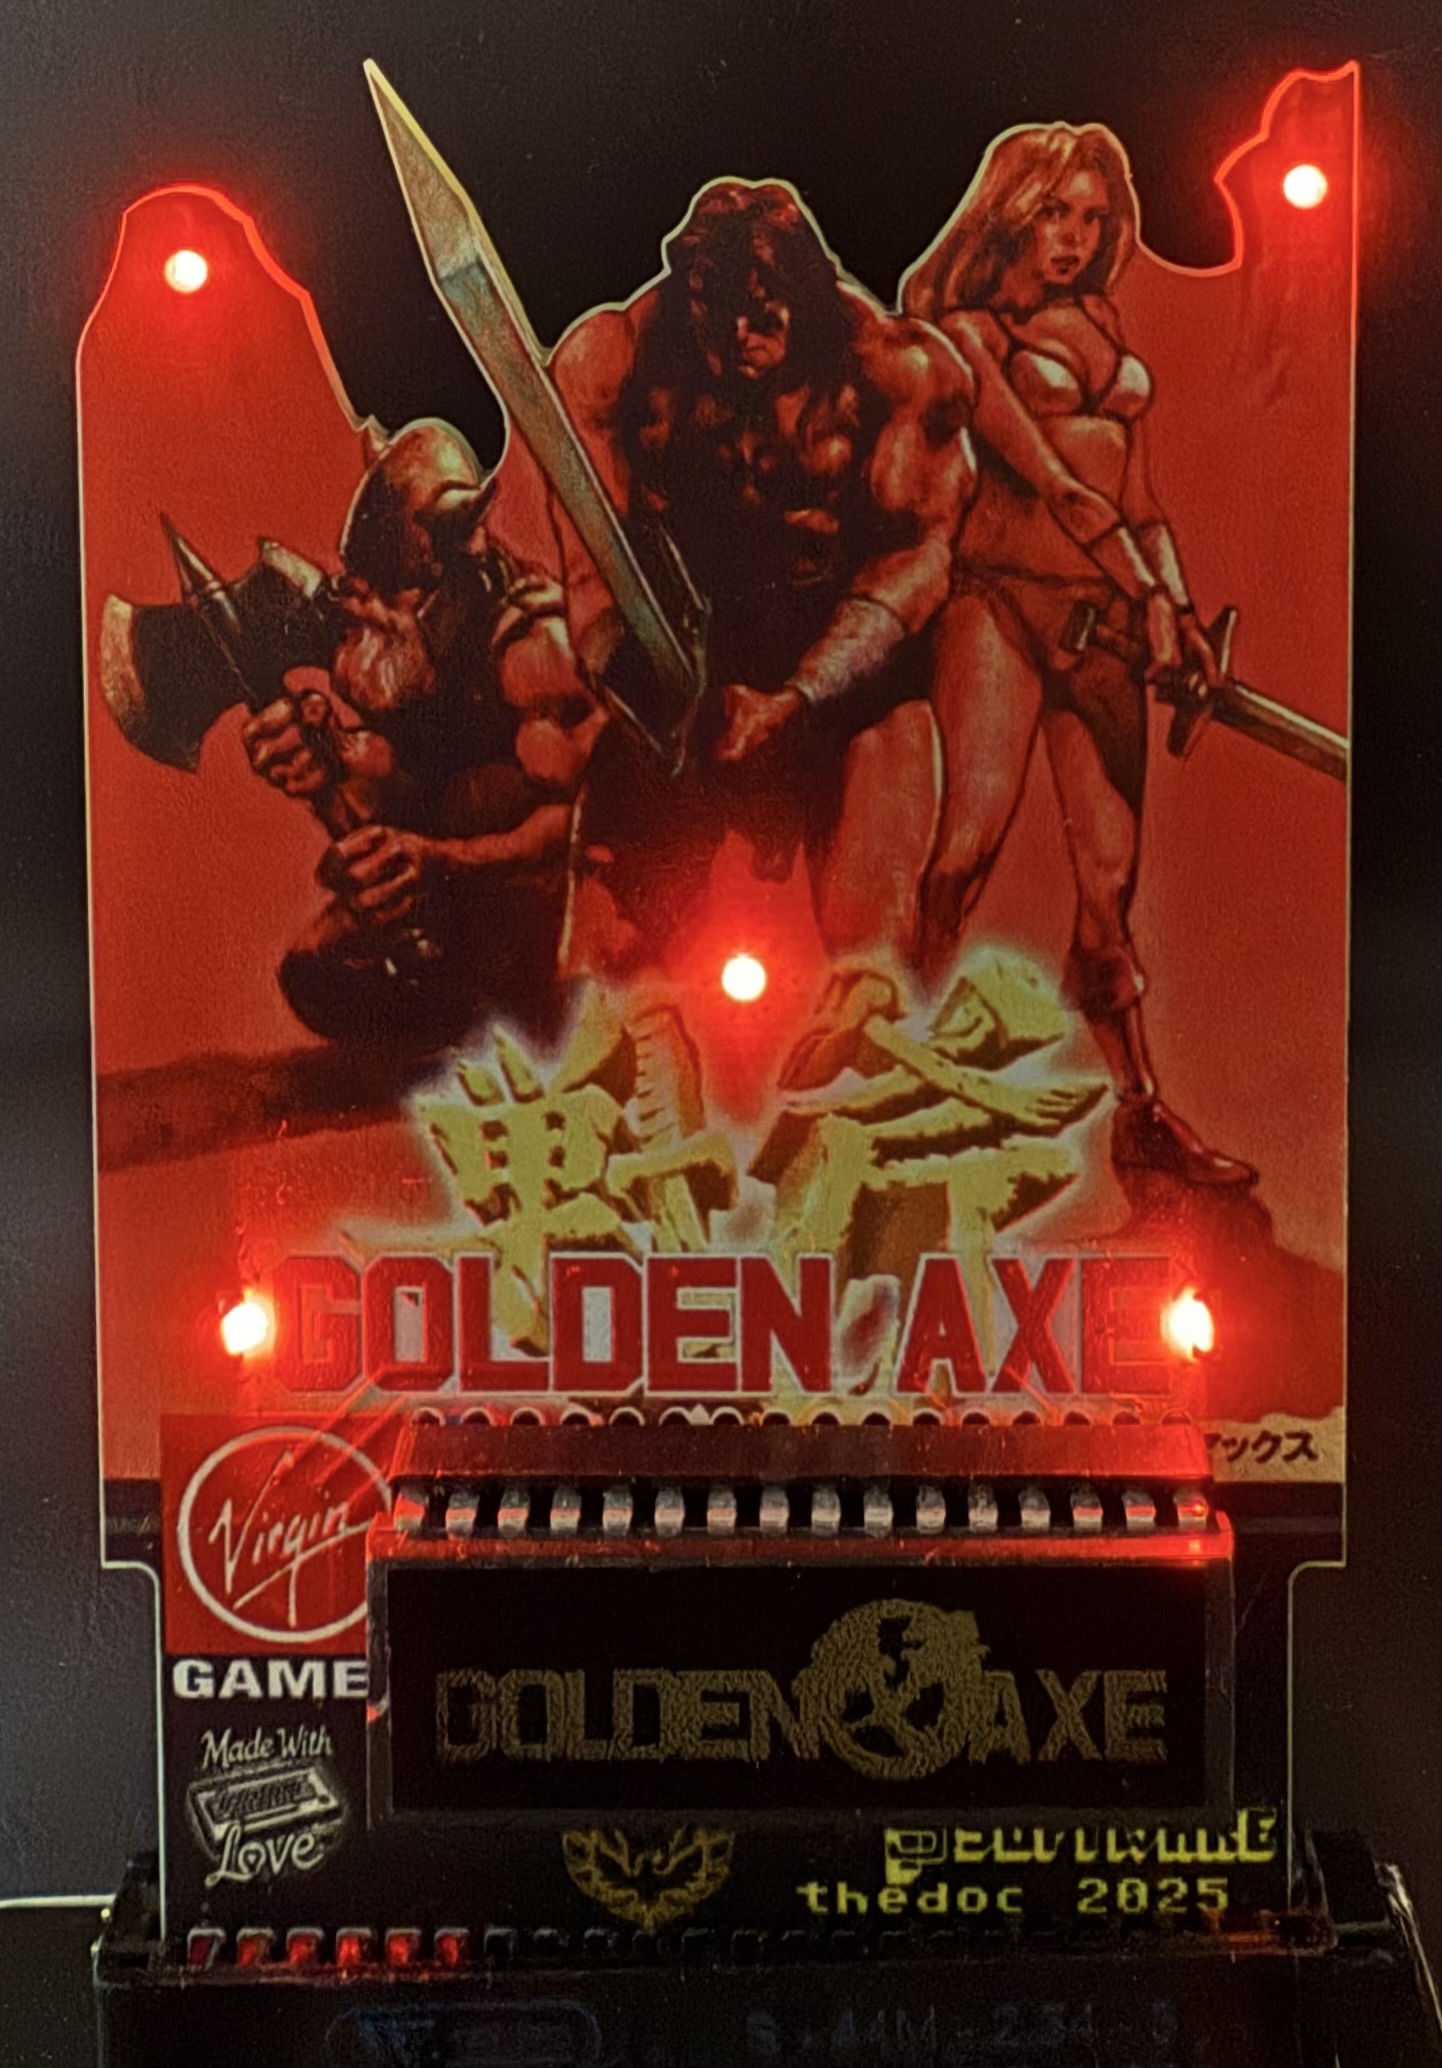 戦斧
GOLDEN AXE
ックス
Virgin
GAME
GOLDEN AXE
Made With
Love
thedoc 2025